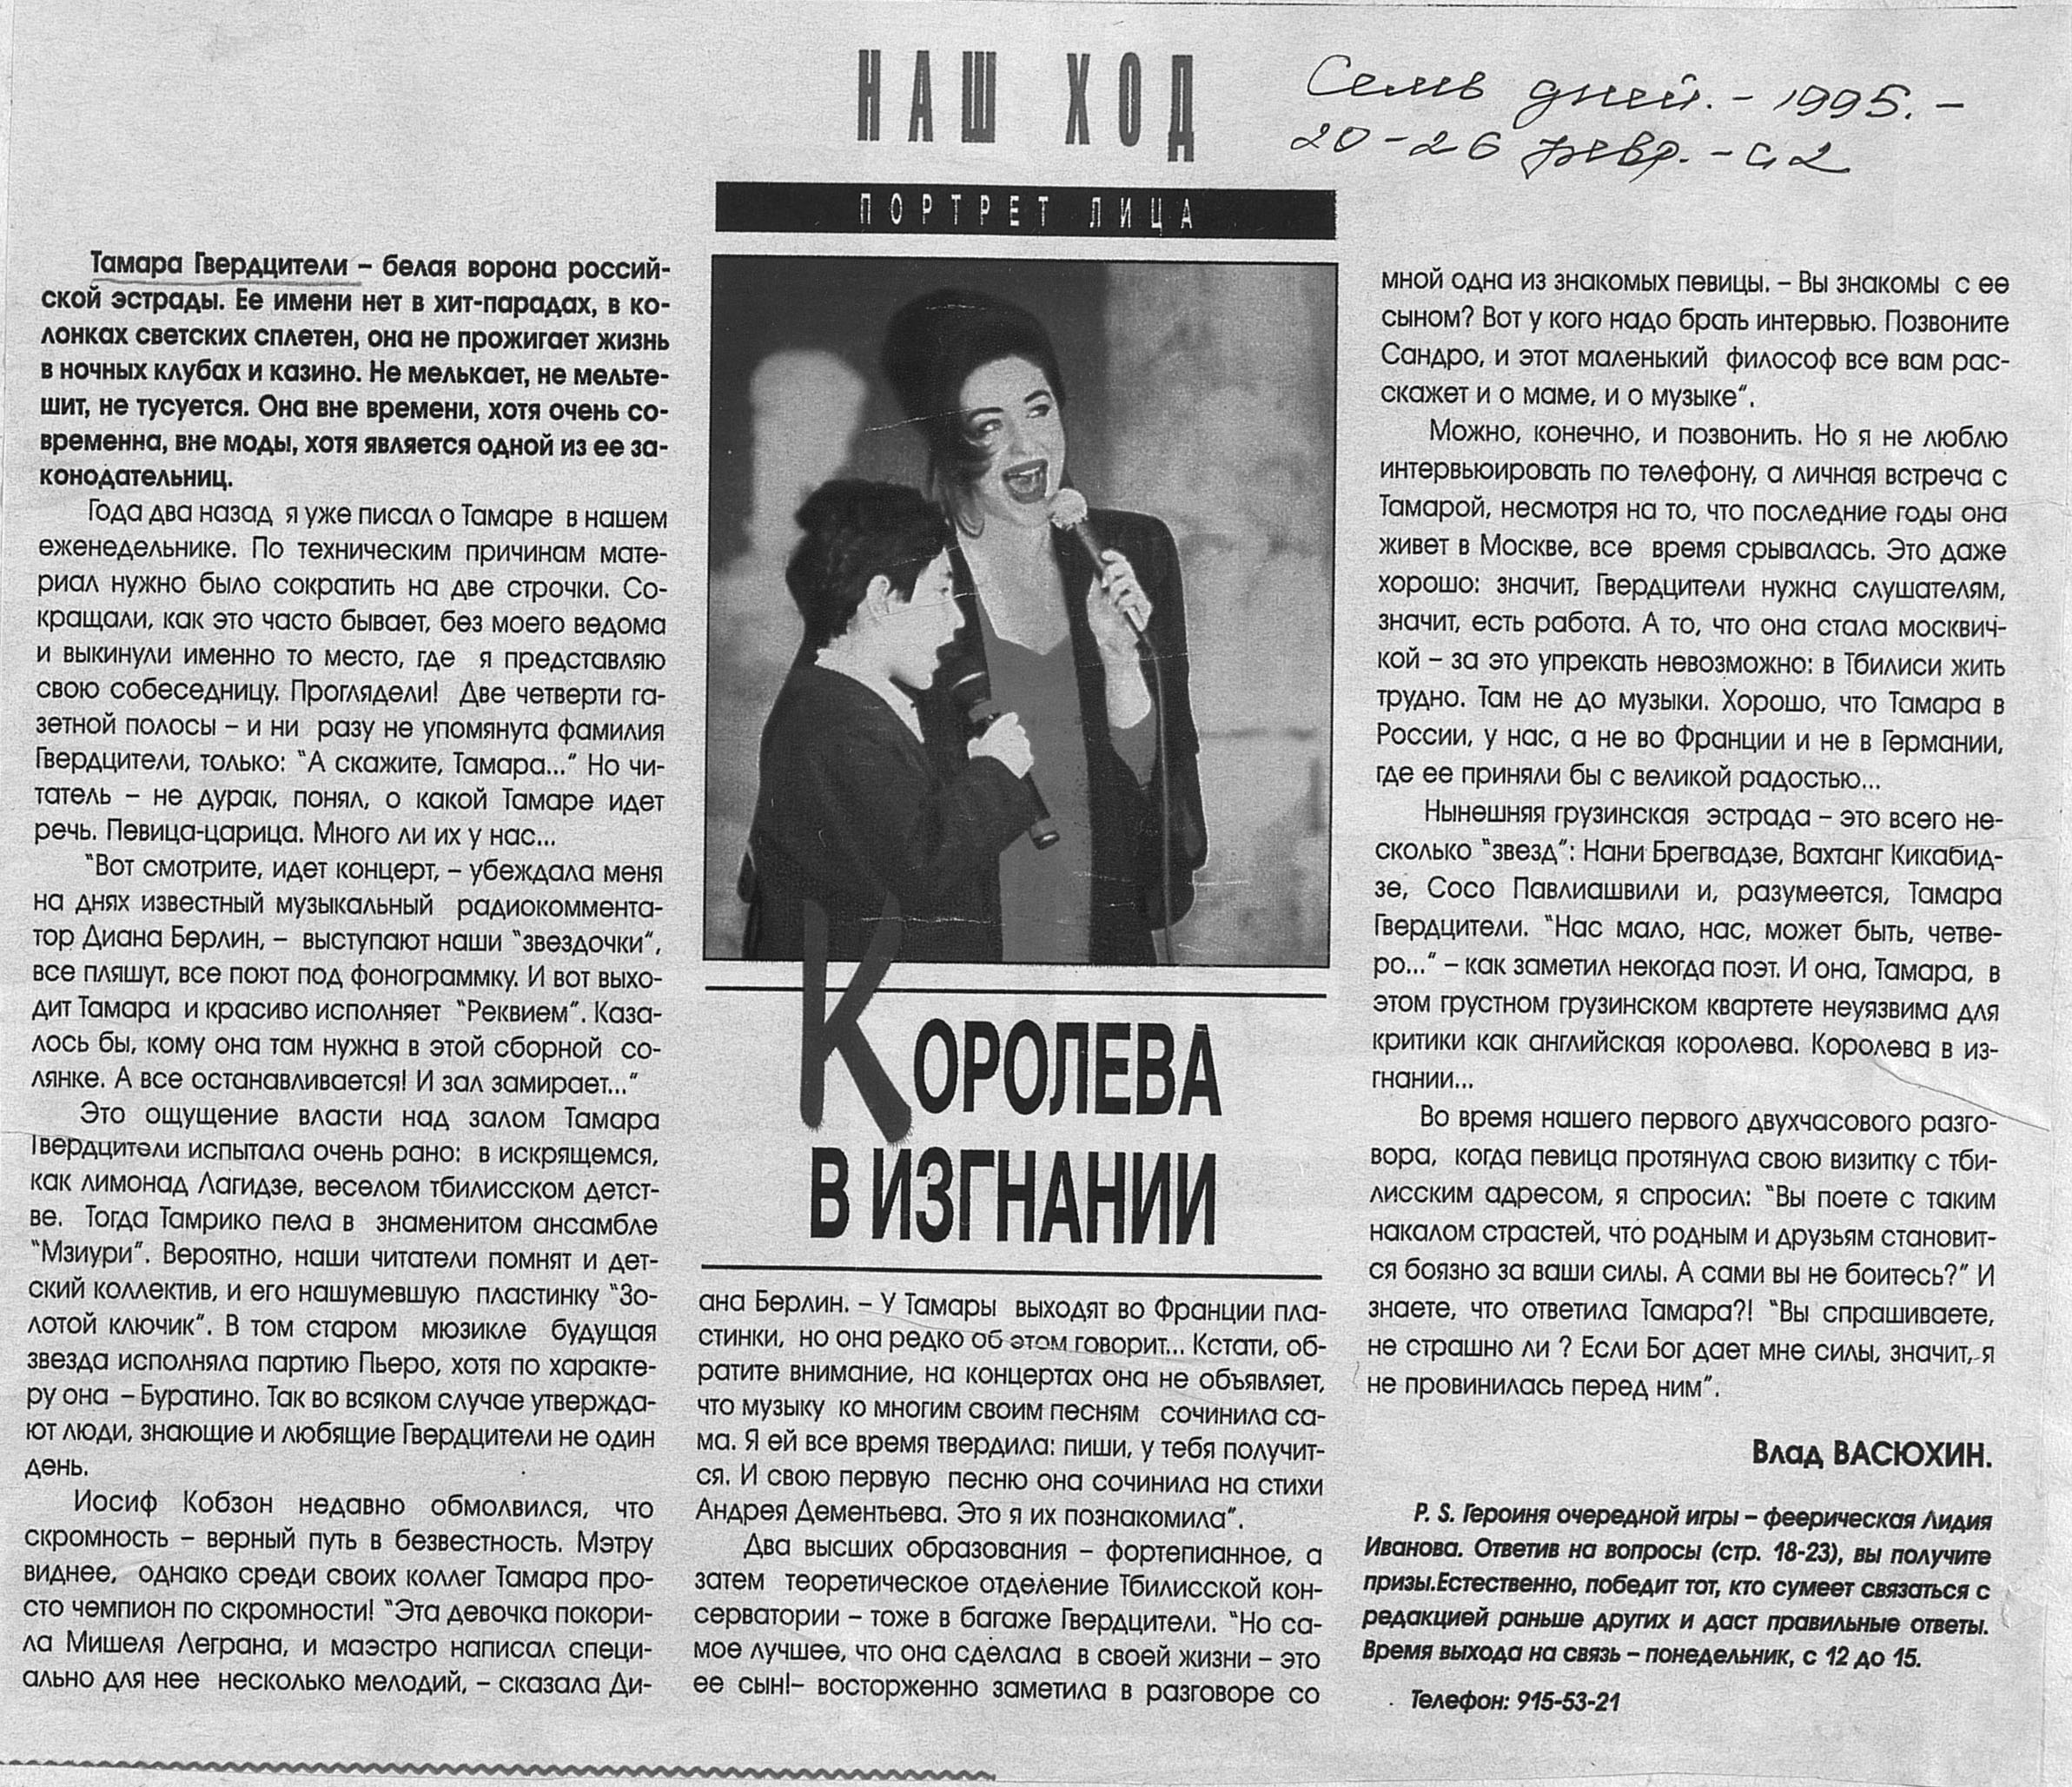 НАШ ХОД
Семь дней. - 1995. -
20-26 февр. - с. 2
ПОРТРЕТ ЛИЦА
Тамара Гвердцители – белая ворона россий-
ской эстрады. Ее имени нет в хит-парадах, в ко-
лонках светских сплетен, она не прожигает жизнь
в ночных клубах и казино. Не мелькает, не мельте-
шит, не тусуется. Она вне времени, хотя очень со-
временна, вне моды, хотя является одной из ее за-
конодательниц.
Года два назад я уже писал о Тамаре в нашем
еженедельнике. По техническим причинам мате-
риал нужно было сократить на две строчки. Со-
кращали, как это часто бывает, без моего ведома
и выкинули именно то место, где я представляю
свою собеседницу. Проглядели! Две четверти га-
зетной полосы – и ни разу не упомянута фамилия
Гвердцители, только: "А скажите, Тамара..." Но чи-
татель – не дурак, понял, о какой Тамаре идет
речь. Певица-царица. Много ли их у нас...
"Вот смотрите, идет концерт, – убеждала меня
на днях известный музыкальный радиокоммента-
тор Диана Берлин, – выступают наши "звездочки",
все пляшут, все поют под фонограммку. И вот выхо-
дит Тамара и красиво исполняет "Реквием". Каза-
лось бы, кому она там нужна в этой сборной со-
лянке. А все останавливается! И зал замирает..."
Это ощущение власти над залом Тамара
Гвердцители испытала очень рано: в искрящемся,
как лимонад Лагидзе, веселом тбилисском детст-
ве. Тогда Тамрико пела в знаменитом ансамбле
"Мзиури". Вероятно, наши читатели помнят и дет-
ский коллектив, и его нашумевшую пластинку "Зо-
лотой ключик". В том старом мюзикле будущая
звезда исполняла партию Пьеро, хотя по характе-
ру она – Буратино. Так во всяком случае утвержда-
ют люди, знающие и любящие Гвердцители не один
день.
Иосиф Кобзон недавно обмолвился, что
скромность – верный путь в безвестность. Мэтру
виднее, однако среди своих коллег Тамара про-
сто чемпион по скромности! "Эта девочка покори-
ла Мишеля Леграна, и маэстро написал специ-
ально для нее несколько мелодий, – сказала Ди-
КОРОЛЕВА
В ИЗГНАНИИ
ана Берлин. – У Тамары выходят во Франции пла-
стинки, но она редко об этом говорит... Кстати, об-
ратите внимание, на концертах она не объявляет,
что музыку ко многим своим песням сочинила са-
ма. Я ей все время твердила: пиши, у тебя получит-
ся. И свою первую песню она сочинила на стихи
Андрея Дементьева. Это я их познакомила".
Два высших образования – фортепианное, а
затем теоретическое отделение Тбилисской кон-
серватории – тоже в багаже Гвердцители. "Но са-
мое лучшее, что она сделала в своей жизни – это
ее сын!– восторженно заметила в разговоре со
мной одна из знакомых певицы. – Вы знакомы с ее
сыном? Вот у кого надо брать интервью. Позвоните
Сандро, и этот маленький философ все вам рас-
скажет и о маме, и о музыке".
Можно, конечно, и позвонить. Но я не люблю
интервьюировать по телефону, а личная встреча с
Тамарой, несмотря на то, что последние годы она
живет в Москве, все время срывалась. Это даже
хорошо: значит, Гвердцители нужна слушателям,
значит, есть работа. А то, что она стала москвич-
кой – за это упрекать невозможно: в Тбилиси жить
трудно. Там не до музыки. Хорошо, что Тамара в
России, у нас, а не во Франции и не в Германии,
где ее приняли бы с великой радостью...
Нынешняя грузинская эстрада – это всего не-
сколько "звезд": Нани Брегвадзе, Вахтанг Кикабид-
зе, Сосо Павлиашвили и, разумеется, Тамара
Гвердцители. "Нас мало, нас, может быть, четве-
ро..." – как заметил некогда поэт. И она, Тамара, в
этом грустном грузинском квартете неуязвима для
критики как английская королева. Королева в из-
гнании...
Во время нашего первого двухчасового разго-
вора, когда певица протянула свою визитку с тби-
лисским адресом, я спросил: "Вы поете с таким
накалом страстей, что родным и друзьям становит-
ся боязно за ваши силы. А сами вы не боитесь?" И
знаете, что ответила Тамара?! "Вы спрашиваете,
не страшно ли ? Если Бог дает мне силы, значит, я
не провинилась перед ним".
Влад ВАСЮХИН.
P. S. Героиня очередной игры – феерическая Лидия
Иванова. Ответив на вопросы (стр. 18-23), вы получите
призы.Естественно, победит тот, кто сумеет связаться с
редакцией раньше других и даст правильные ответы.
Время выхода на связь – понедельник, с 12 до 15.
Телефон: 915-53-21